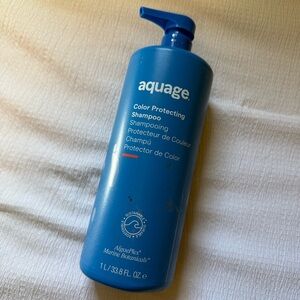 aquage.
Color Protecting
Shampoo
Shampooing
Protecteur de Couleur
Champú
Protector de Color
AlgaePlex®
Marine Botanicals™
1 L/33.8 FL. OZ. e